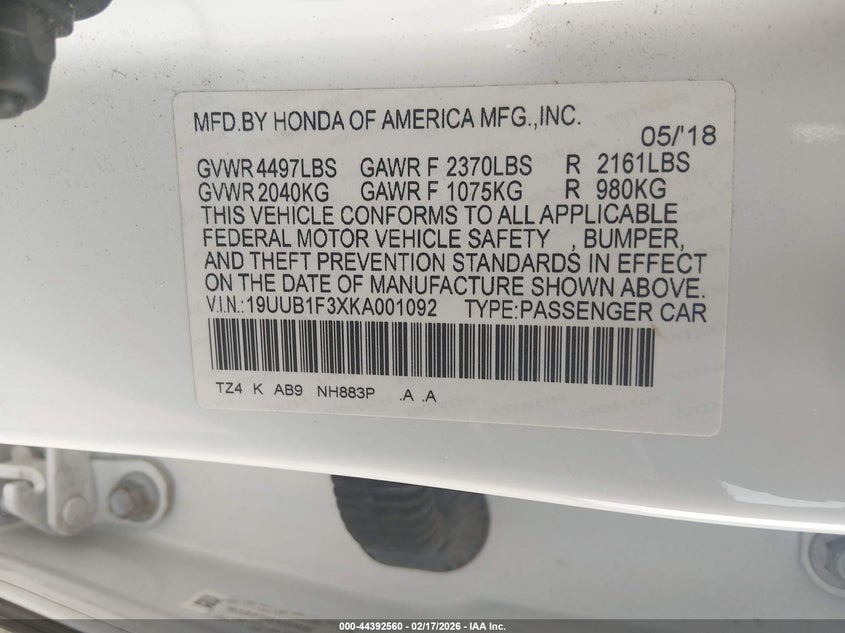 MFD.BY HONDA OF AMERICA MFG.,INC.
05/'18
GVWR 4497LBS GAWR F 2370LBS R 2161LBS
GVWR 2040KG GAWR F 1075KG R 980KG
THIS VEHICLE CONFORMS TO ALL APPLICABLE
FEDERAL MOTOR VEHICLE SAFETY , BUMPER,
AND THEFT PREVENTION STANDARDS IN EFFECT
ON THE DATE OF MANUFACTURE SHOWN ABOVE.
V.I.N.:19UUB1F3XKA001092 TYPE:PASSENGER CAR
TZ4 K AB9 NH883P .A .A
000-44392560 - 02/17/2026 - IAA Inc.